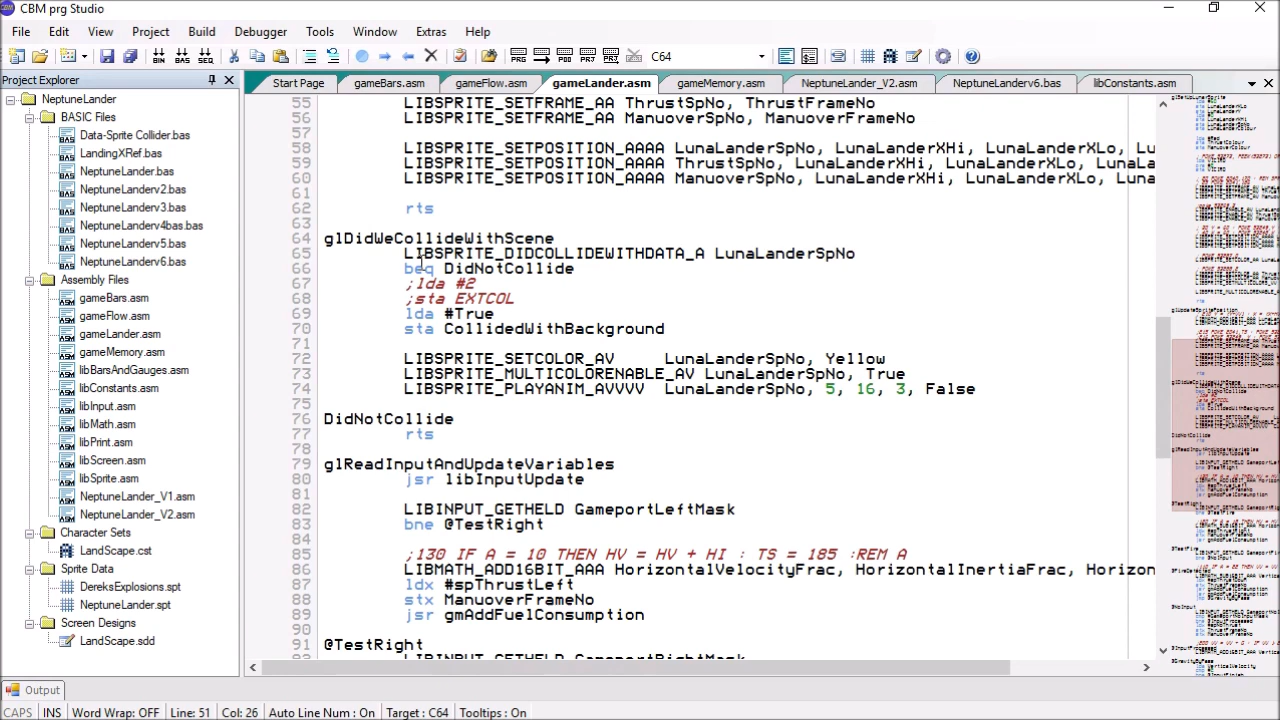 CBM prg Studio
File Edit View Project Build Debugger Tools Window Extras Help
C64
Project Explorer
Start Page gameBars.asm gameFlow.asm gameLander.asm gameMemory.asm NeptuneLander_V2.asm NeptuneLanderv6.bas libConstants.asm
NeptuneLander
BASIC Files
Data-Sprite Collider.bas
LandingXRef.bas
Neptunelander.bas
NeptuneLanderv2.bas
NeptuneLanderv3.bas
NeptuneLanderv4bas.bas
NeptuneLanderv5.bas
NeptuneLanderv6.bas
Assembly Files
gameBars.asm
gameFlow.asm
gameLander.asm
gameMemory.asm
libBarsAndGauges.asm
libConstants.asm
libInput.asm
libMath.asm
libPrint.asm
libScreen.asm
libSprite.asm
NeptuneLander_V1.asm
NeptuneLander_V2.asm
Character Sets
LandScape.cst
Sprite Data
DereksExplosions.spt
NeptuneLander.spt
Screen Designs
LandScape.sdd
55 LIBSPRITE_SETFRAME_AA ThrustSpNo, ThrustFrameNo
56 LIBSPRITE_SETFRAME_AA ManuoverSpNo, ManuoverFrameNo
57
58 LIBSPRITE_SETPOSITION_AAAA LunaLanderSpNo, LunaLanderXHi, LunaLanderXLo, Lu
59 LIBSPRITE_SETPOSITION_AAAA ThrustSpNo, LunaLanderXHi, LunaLanderXLo, LunaLa
60 LIBSPRITE_SETPOSITION_AAAA ManuoverSpNo, LunaLanderXHi, LunaLanderXLo, Luna
61
62 rts
63
64 glDidWeCollideWithScene
65 LIBSPRITE_DIDCOLLIDEWITHDATA_A LunaLanderSpNo
66 beq DidNotCollide
67 ;lda #2
68 ;sta EXTCOL
69 lda #True
70 sta CollidedWithBackground
71
72 LIBSPRITE_SETCOLOR_AV LunaLanderSpNo, Yellow
73 LIBSPRITE_MULTICOLORENABLE_AV LunaLanderSpNo, True
74 LIBSPRITE_PLAYANIM_AVVVV LunaLanderSpNo, 5, 16, 3, False
75
76 DidNotCollide
77 rts
78
79 glReadInputAndUpdateVariables
80 jsr libInputUpdate
81
82 LIBINPUT_GETHELD GameportLeftMask
83 bne @TestRight
84
85 ;130 IF A = 10 THEN HV = HV + HI : TS = 185 :REM A
86 LIBMATH_ADD16BIT_AAA HorizontalVelocityFrac, HorizontalInertiaFrac, Horizon
87 ldx #spThrustLeft
88 stx ManuoverFrameNo
89 jsr gmAddFuelConsumption
90
91 @TestRight
Output
CAPS INS Word Wrap: OFF Line: 51 Col: 26 Auto Line Num : On Target : C64 Tooltips : On